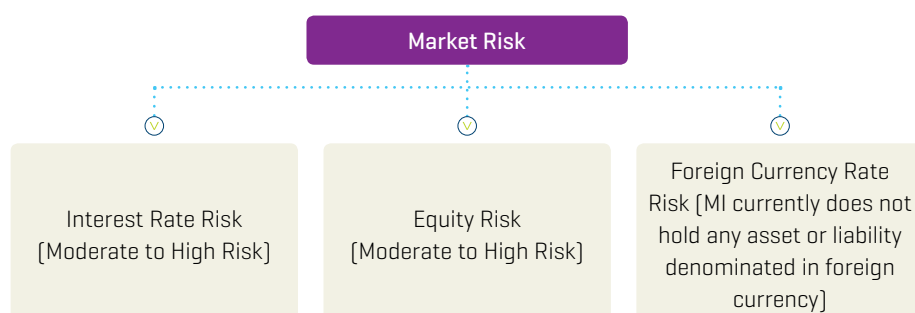 Market Risk
Interest Rate Risk
(Moderate to High Risk)
Equity Risk
(Moderate to High Risk)
Foreign Currency Rate
Risk (MI currently does not
hold any asset or liability
denominated in foreign
currency)